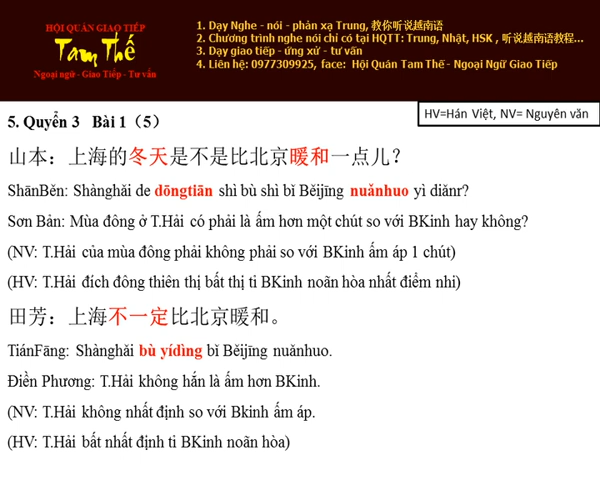 HỘI QUÁN GIAO TIẾP
Tam Thế
Ngoại ngữ - Giao Tiếp - Tư vấn
1. Dạy Nghe - nói - phản xạ Trung, 教你听说越南语
2. Chương trình nghe nói chỉ có tại HQTT: Trung, Nhật, HSK , 听说越南语教程...
3. Dạy giao tiếp - ứng xử - tư vấn
4. Liên hệ: 0977309925, face: Hội Quán Tam Thế - Ngoại Ngữ Giao Tiếp
HV=Hán Việt, NV= Nguyên văn
5. Quyển 3 Bài 1（5）
山本：上海的冬天是不是比北京暖和一点儿？
ShānBěn: Shànghǎi de dōngtiān shì bù shì bǐ Běijīng nuǎnhuo yì diǎnr?
Sơn Bản: Mùa đông ở T.Hải có phải là ấm hơn một chút so với BKinh hay không?
(NV: T.Hải của mùa đông phải không phải so với BKinh ấm áp 1 chút)
(HV: T.Hải đích đông thiên thị bất thị tỉ BKinh noãn hòa nhất điểm nhi)
田芳：上海不一定比北京暖和。
TiánFāng: Shànghǎi bù yídìng bǐ Běijīng nuǎnhuo.
Điền Phương: T.Hải không hẳn là ấm hơn BKinh.
(NV: T.Hải không nhất định so với Bkinh ấm áp.
(HV: T.Hải bất nhất định tỉ BKinh noãn hòa)